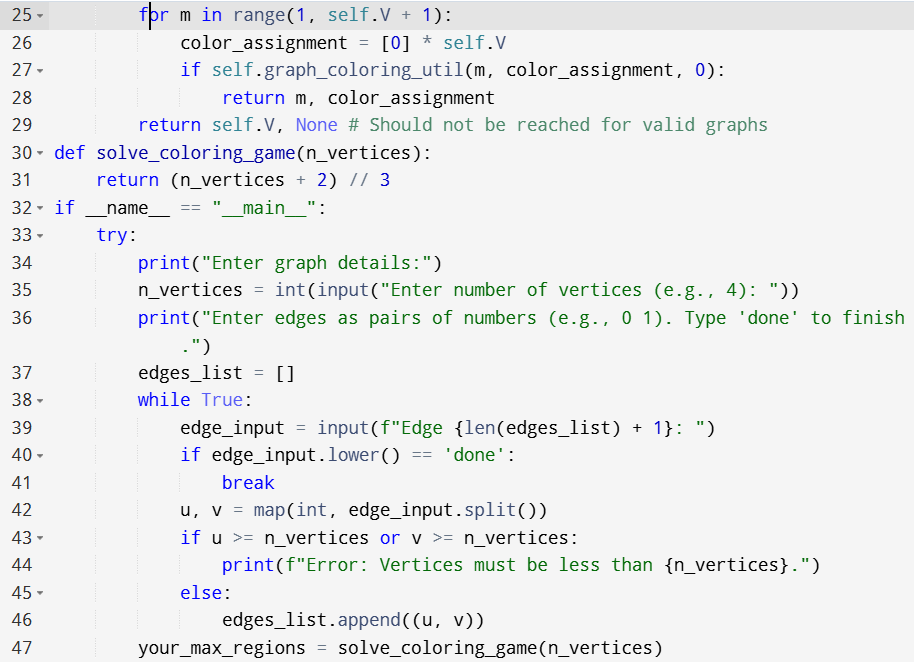 25 for m in range(1, self.V + 1):
26 color_assignment = [0] * self.V
27 if self.graph_coloring_util(m, color_assignment, 0):
28 return m, color_assignment
29 return self.V, None # Should not be reached for valid graphs
30 def solve_coloring_game(n_vertices):
31 return (n_vertices + 2) // 3
32 if __name__ == "__main__":
33 try:
34 print("Enter graph details:")
35 n_vertices = int(input("Enter number of vertices (e.g., 4): "))
36 print("Enter edges as pairs of numbers (e.g., 0 1). Type 'done' to finish
.")
37 edges_list = []
38 while True:
39 edge_input = input(f"Edge {len(edges_list) + 1}: ")
40 if edge_input.lower() == 'done':
41 break
42 u, v = map(int, edge_input.split())
43 if u >= n_vertices or v >= n_vertices:
44 print(f"Error: Vertices must be less than {n_vertices}.")
45 else:
46 edges_list.append((u, v))
47 your_max_regions = solve_coloring_game(n_vertices)